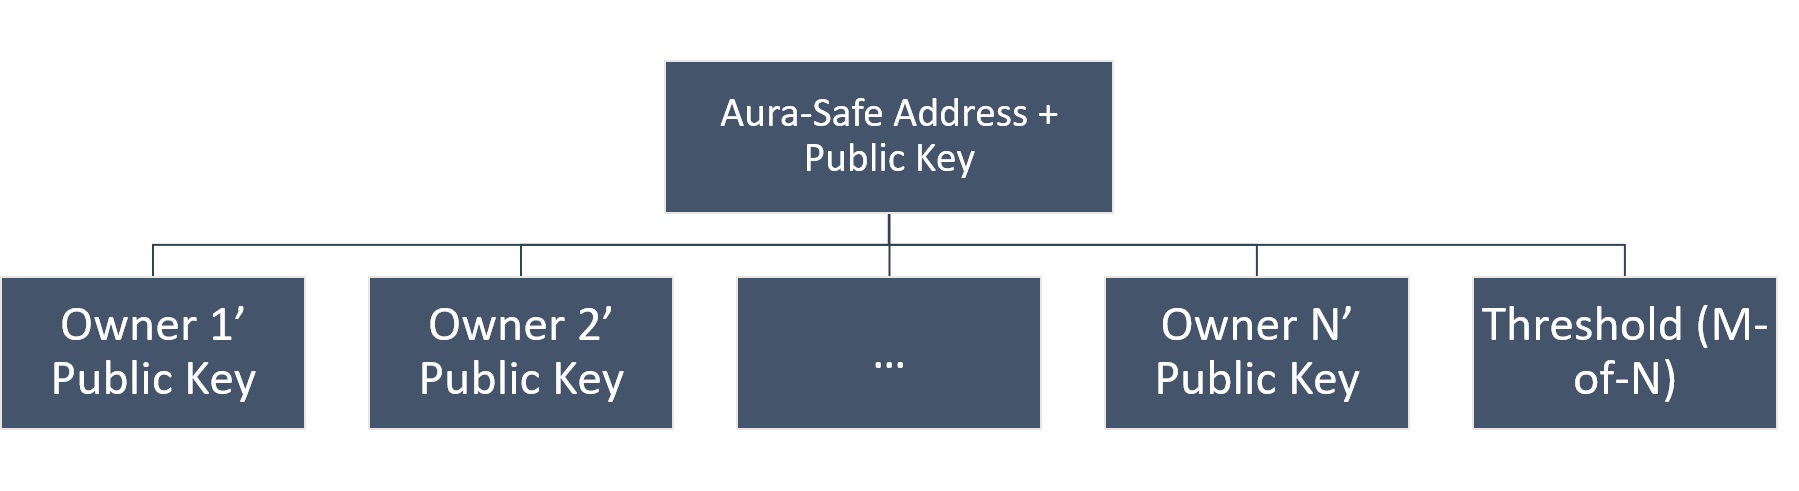 Aura-Safe Address +
Public Key
Owner 1’
Public Key
Owner 2’
Public Key
...
Owner N’
Public Key
Threshold (M-
of-N)